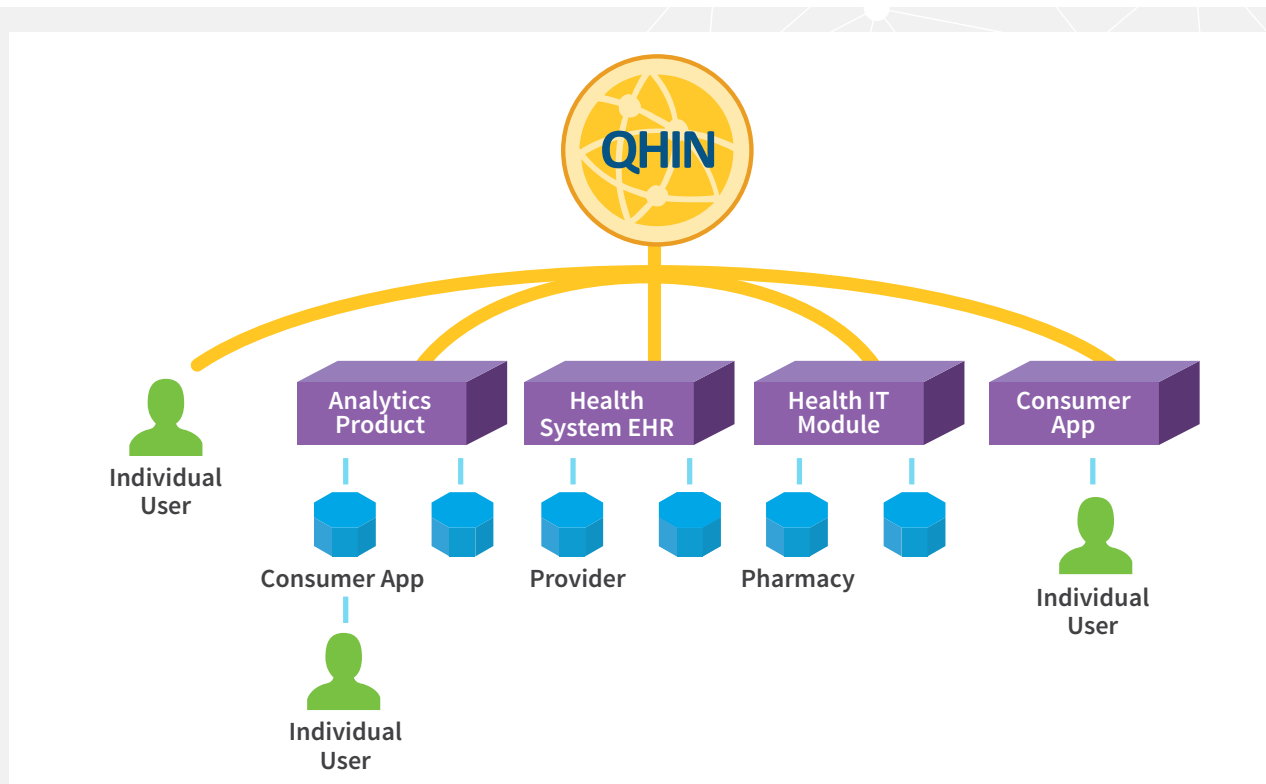 QHIN
Analytics
Product
Health
System EHR
Health IT
Module
Consumer
App
Individual
User
Consumer App
Provider
Pharmacy
Individual
User
Individual
User